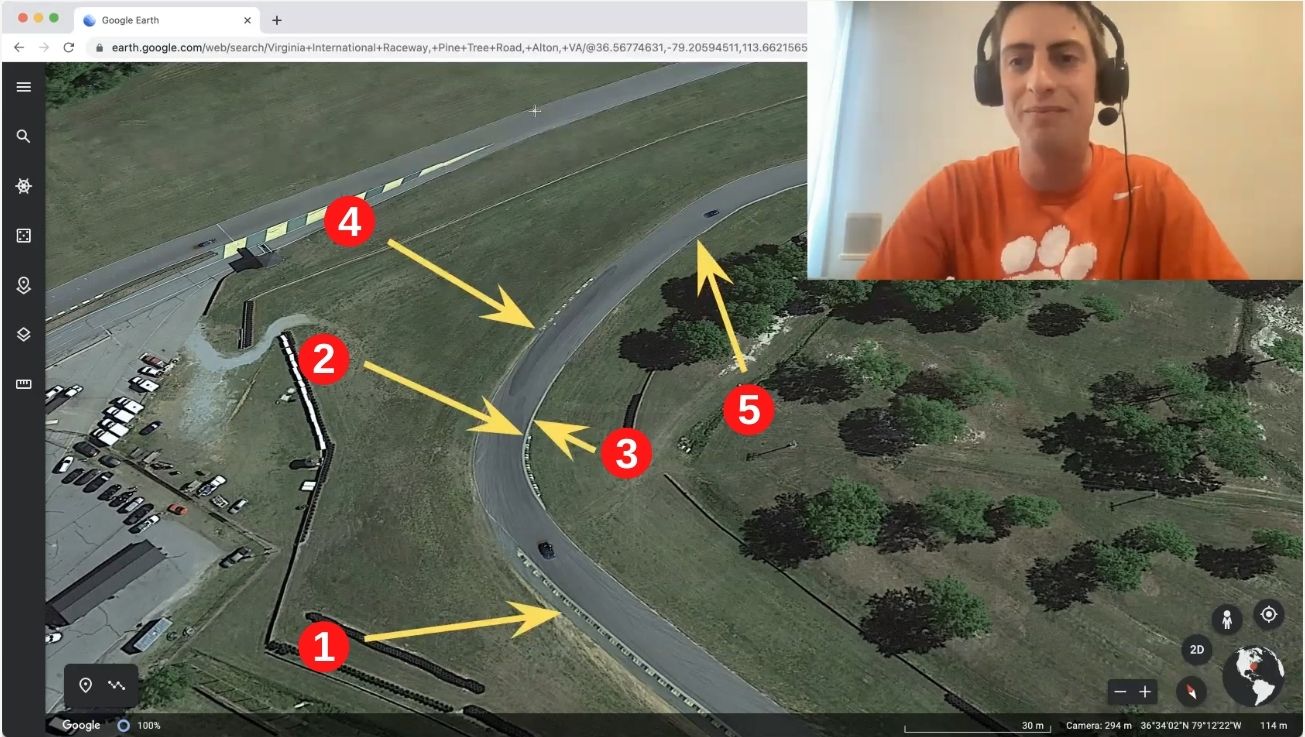 Google Earth
earth.google.com/web/search/Virginia+International+Raceway,+Pine+Tree+Road,+Alton,+VA/@36.56774631,-79.20594511,113.6621565
4
2
3
5
1
2D
Google
100%
30 m
Camera: 294 m
36°34'02"N 79°12'22"W
114 m